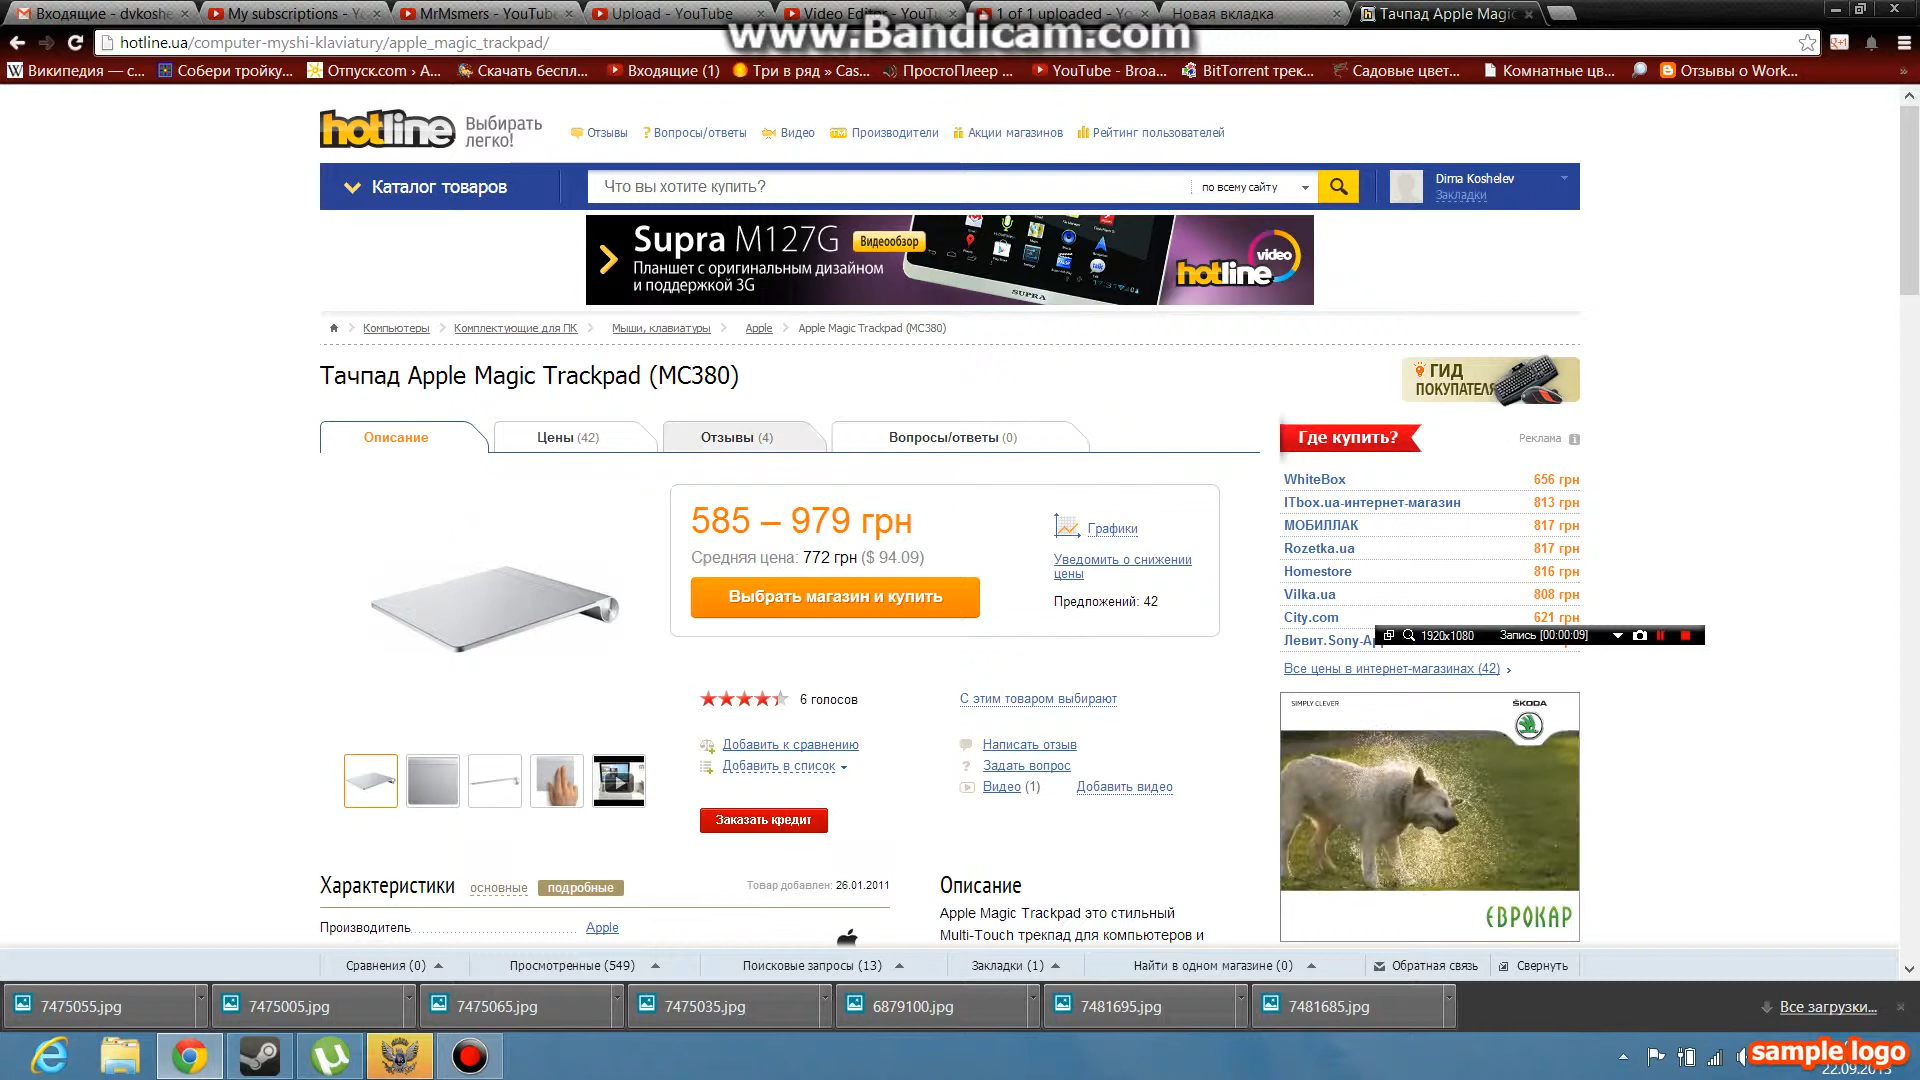 Входящие - dvkoshe
My subscriptions - Y
MrMsmers - YouTube
Upload - YouTube
Video Editor - YouTu
1 of 1 uploaded - Yo
Новая вкладка
Тачпад Apple Magic
www.Bandicam.com
hotline.ua/computer-myshi-klaviatury/apple_magic_trackpad/
Википедия — с...
Собери тройку...
Отпуск.com › A...
Скачать беспл...
Входящие (1)
Три в ряд » Cas...
ПростоПлеер ...
YouTube - Broa...
BitTorrent трек...
Садовые цвет...
Комнатные цв...
Отзывы о Work...
hotline Выбирать легко!
Отзывы
Вопросы/ответы
Видео
Производители
Акции магазинов
Рейтинг пользователей
Каталог товаров
Что вы хотите купить?
по всему сайту
Dima Koshelev
Закладки
Supra M127G Видеообзор
Планшет с оригинальным дизайном
и поддержкой 3G
SUPRA
hotline video
Компьютеры
Комплектующие для ПК
Мыши, клавиатуры
Apple
Apple Magic Trackpad (MC380)
Тачпад Apple Magic Trackpad (MC380)
ГИД
ПОКУПАТЕЛЯ
Описание
Цены (42)
Отзывы (4)
Вопросы/ответы (0)
Где купить?
Реклама
585 – 979 грн
Средняя цена: 772 грн ($ 94.09)
Выбрать магазин и купить
Графики
Уведомить о снижении
цены
Предложений: 42
WhiteBox 656 грн
ITbox.ua-интернет-магазин 813 грн
МОБИЛЛАК 817 грн
Rozetka.ua 817 грн
Homestore 816 грн
Vilka.ua 808 грн
City.com 621 грн
Левит.Sony-Ap
1920x1080 Запись [00:00:09]
Все цены в интернет-магазинах (42)
6 голосов
С этим товаром выбирают
Добавить к сравнению
Добавить в список
Написать отзыв
Задать вопрос
Видео (1) Добавить видео
Заказать кредит
SIMPLY CLEVER
ŠKODA
ЄВРОКАР
Характеристики основные подробные
Товар добавлен: 26.01.2011
Производитель Apple
Описание
Apple Magic Trackpad это стильный
Multi-Touch трекпад для компьютеров и
Сравнения (0)
Просмотренные (549)
Поисковые запросы (13)
Закладки (1)
Найти в одном магазине (0)
Обратная связь
Свернуть
7475055.jpg
7475005.jpg
7475065.jpg
7475035.jpg
6879100.jpg
7481695.jpg
7481685.jpg
Все загрузки...
sample logo
22.09.2013